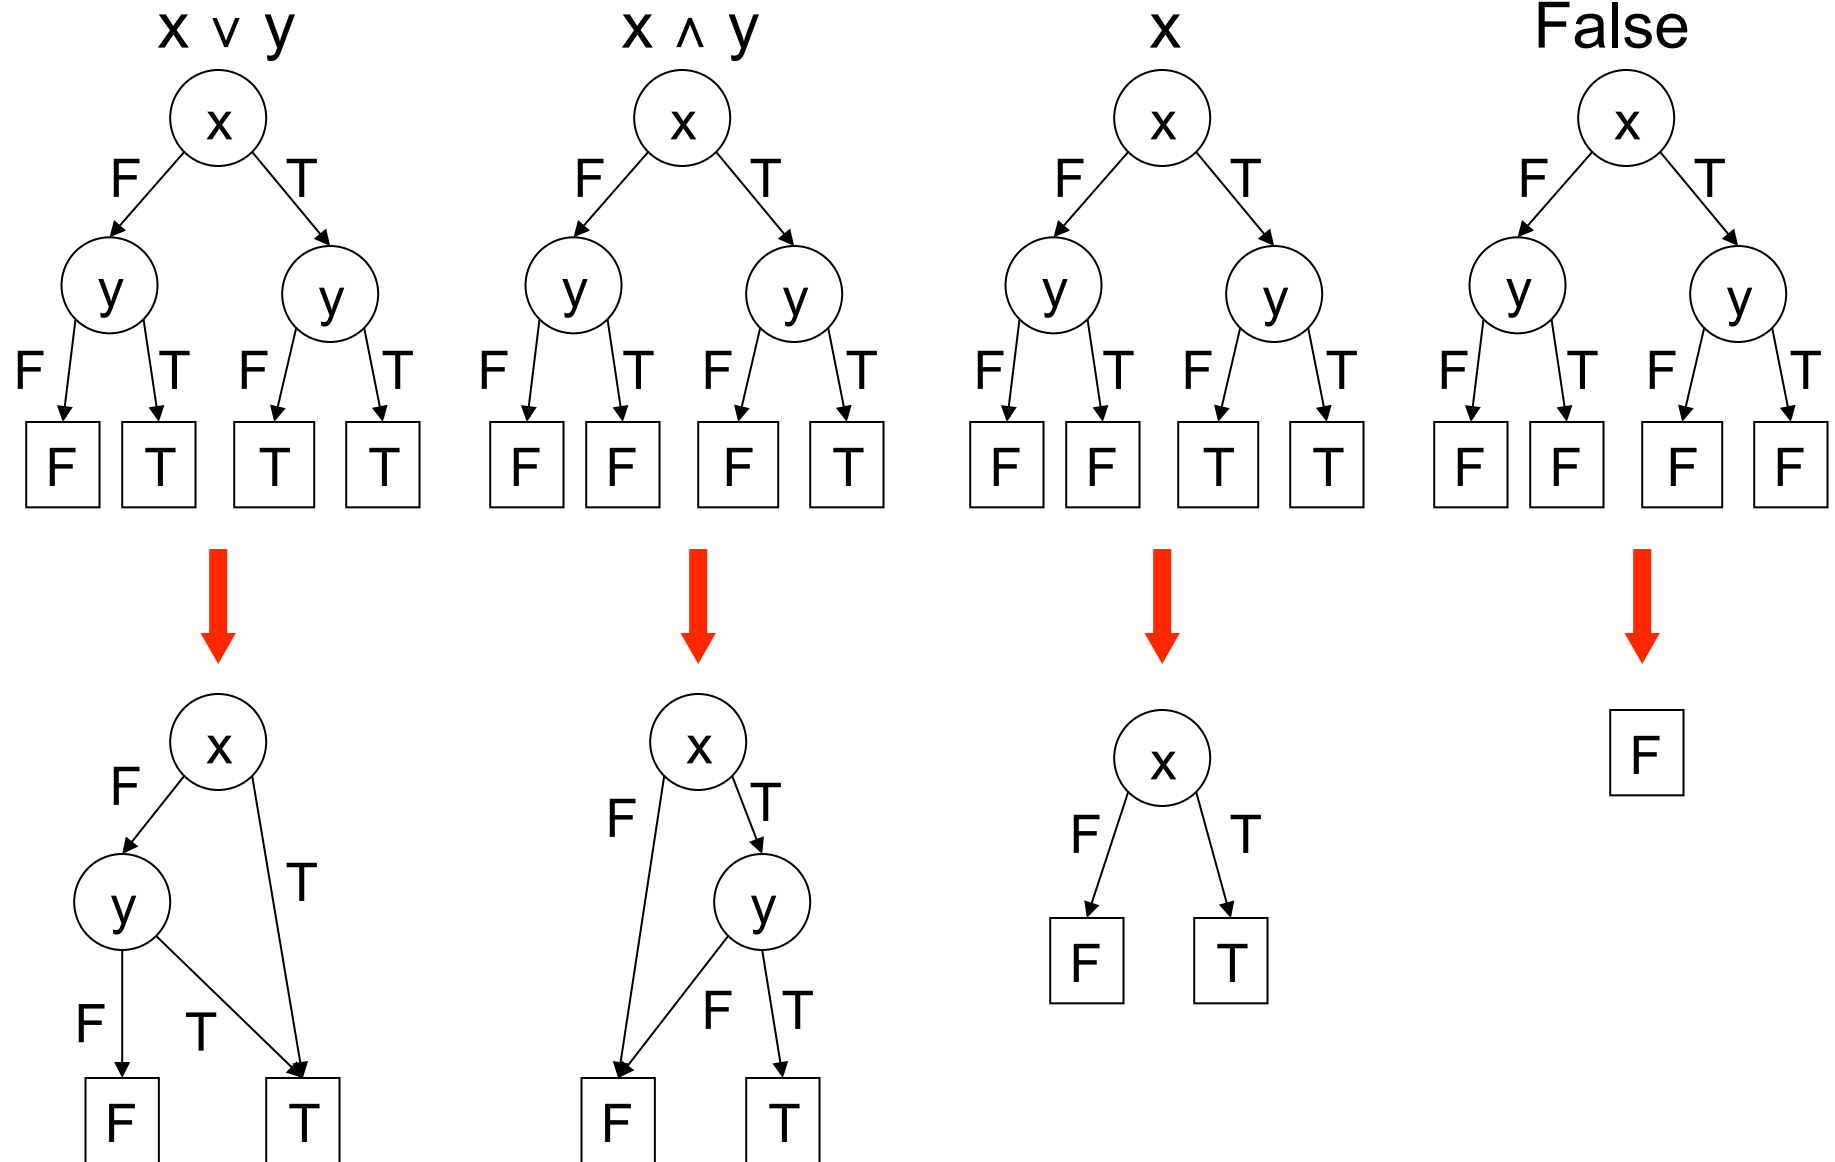 x ∨ y x ∧ y x False
x x x x
F T F T F T F T
y y y y y y y y
F T F T F T F T F T F T F T F T
F T T T F F F T F F T T F F F F
x x x F
F T F T F T
y y F T
F T F T
F T F T